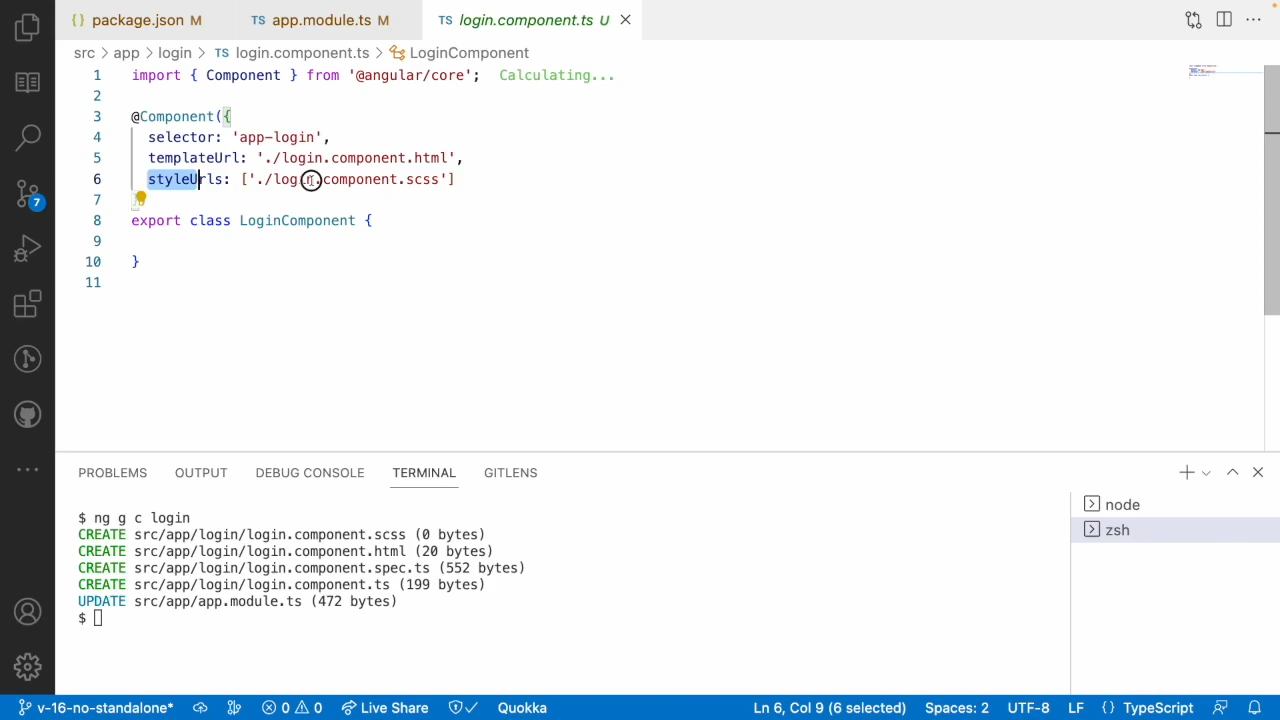 {} package.json M
TS app.module.ts M
TS login.component.ts U
src > app > login > TS login.component.ts > LoginComponent
1 import { Component } from '@angular/core'; Calculating...
2
3 @Component({
4 selector: 'app-login',
5 templateUrl: './login.component.html',
6 styleUrls: ['./login.component.scss']
7
8 export class LoginComponent {
9
10 }
11
7
PROBLEMS OUTPUT DEBUG CONSOLE TERMINAL GITLENS
$ ng g c login
CREATE src/app/login/login.component.scss (0 bytes)
CREATE src/app/login/login.component.html (20 bytes)
CREATE src/app/login/login.component.spec.ts (552 bytes)
CREATE src/app/login/login.component.ts (199 bytes)
UPDATE src/app/app.module.ts (472 bytes)
$
node
zsh
v-16-no-standalone* 0 0 Live Share Quokka Ln 6, Col 9 (6 selected) Spaces: 2 UTF-8 LF {} TypeScript